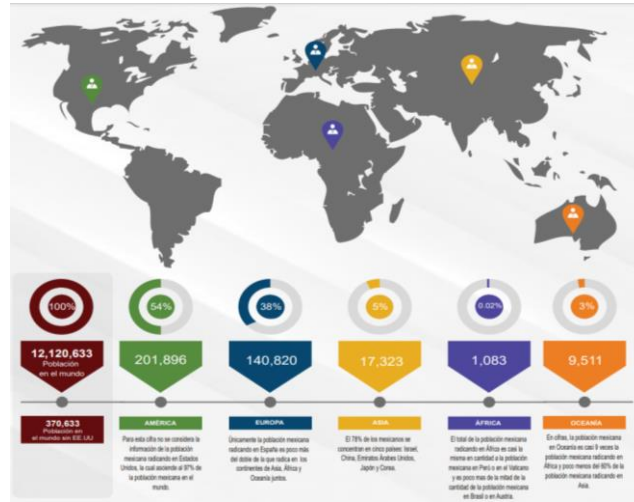 100%
54%
38%
5%
0.02%
3%
12,120,633
Población
en el mundo
201,896
140,820
17,323
1,083
9,511
370,633
Población en
el mundo sin EE.UU
AMÉRICA
Para esta cifra no se considera la
información de la población
mexicana radicando en Estados
Unidos, la cual asciende al 97% de
la población mexicana en el
mundo.
EUROPA
Únicamente la población mexicana
radicando en España es poco más
del doble de la que radica en los
continentes de Asia, África y
Oceanía juntos.
ASIA
El 78% de los mexicanos se
concentran en cinco países: Israel,
China, Emiratos Árabes Unidos,
Japón y Corea.
ÁFRICA
El total de la población mexicana
radicando en África es casi la
misma en cantidad a la población
mexicana en Perú o en el Vaticano
y es poco mas de la mitad de la
cantidad de la población mexicana
en Brasil o en Austria.
OCEANÍA
En cifras, la población mexicana
en Oceanía es casi 9 veces la
población mexicana radicando en
África y poco menos del 60% de la
población mexicana radicando en
Asia.